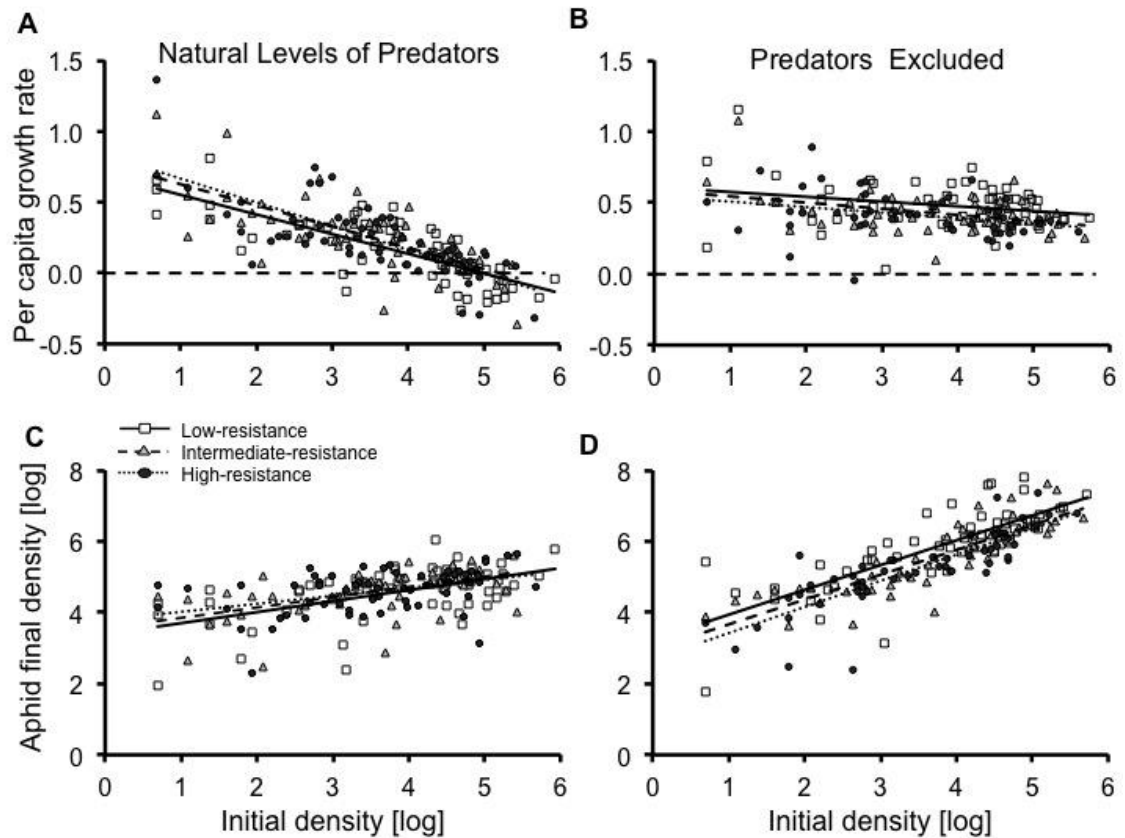 A
Natural Levels of Predators
B
Predators Excluded
Per capita growth rate
1.5
1.0
0.5
0.0
-0.5
0 1 2 3 4 5 6
1.5
1.0
0.5
0.0
-0.5
0 1 2 3 4 5 6
C
Low-resistance
Intermediate-resistance
High-resistance
D
Aphid final density [log]
8
6
4
2
0
0 1 2 3 4 5 6
Initial density [log]
8
6
4
2
0
0 1 2 3 4 5 6
Initial density [log]